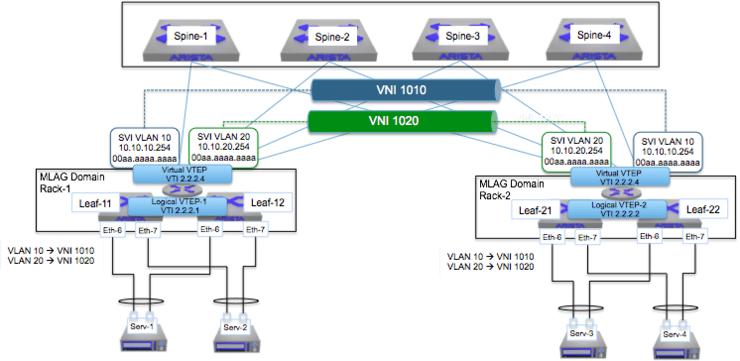 Spine-1
Spine-2
Spine-3
Spine-4
ARISTA
ARISTA
ARISTA
ARISTA
VNI 1010
VNI 1020
SVI VLAN 10
10.10.10.254
00aa.aaaa.aaaa
SVI VLAN 20
10.10.20.254
00aa.aaaa.aaaa
SVI VLAN 20
10.10.20.254
00aa.aaaa.aaaa
SVI VLAN 10
10.10.10.254
00aa.aaaa.aaaa
MLAG Domain
Rack-1
Virtual VTEP
VTI 2.2.2.4
Leaf-11
Logical VTEP-1
VTI 2.2.2.1
Leaf-12
Eth-6
Eth-7
Eth-6
Eth-7
VLAN 10 → VNI 1010
VLAN 20 → VNI 1020
Serv-1
Serv-2
MLAG Domain
Rack-2
Virtual VTEP
VTI 2.2.2.4
Leaf-21
Logical VTEP-2
VTI 2.2.2.2
Leaf-22
ARISTA
Eth-6
Eth-7
Eth-6
Eth-7
VLAN 10 → VNI 1010
VLAN 20 → VNI 1020
Serv-3
Serv-4